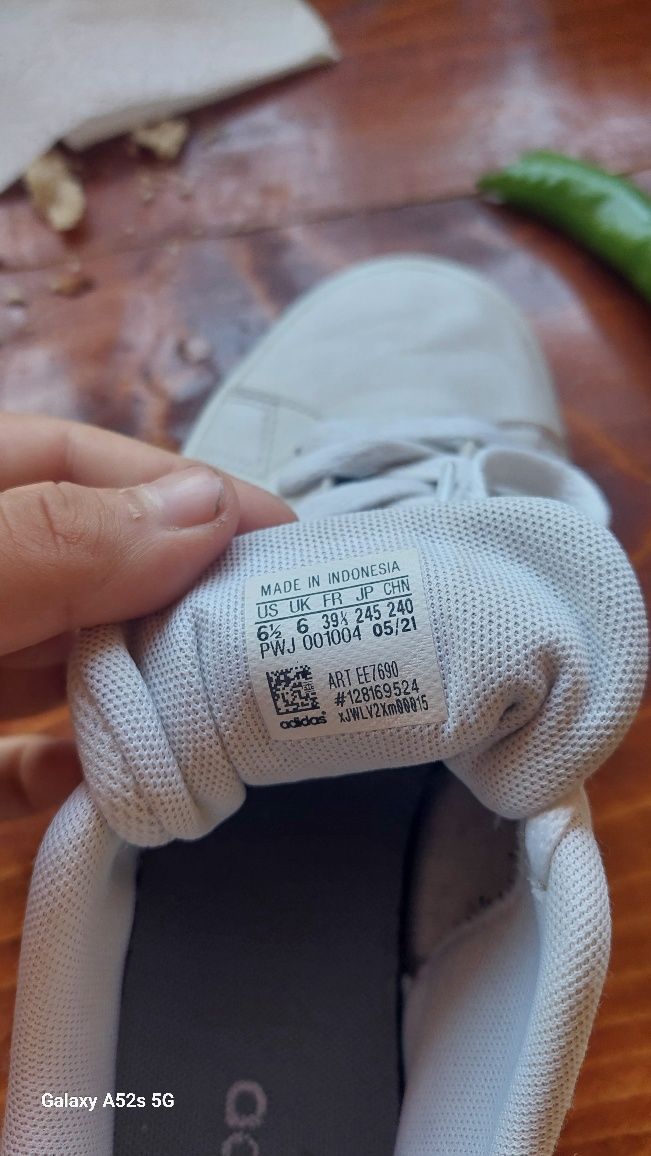 MADE IN INDONESIA
US UK FR JP CHN
6½ 6 39⅓ 245 240
PWJ 001004 05/21
ART EE7690
#128169524
xJWLY2Xm00015
adidas
Galaxy A52s 5G